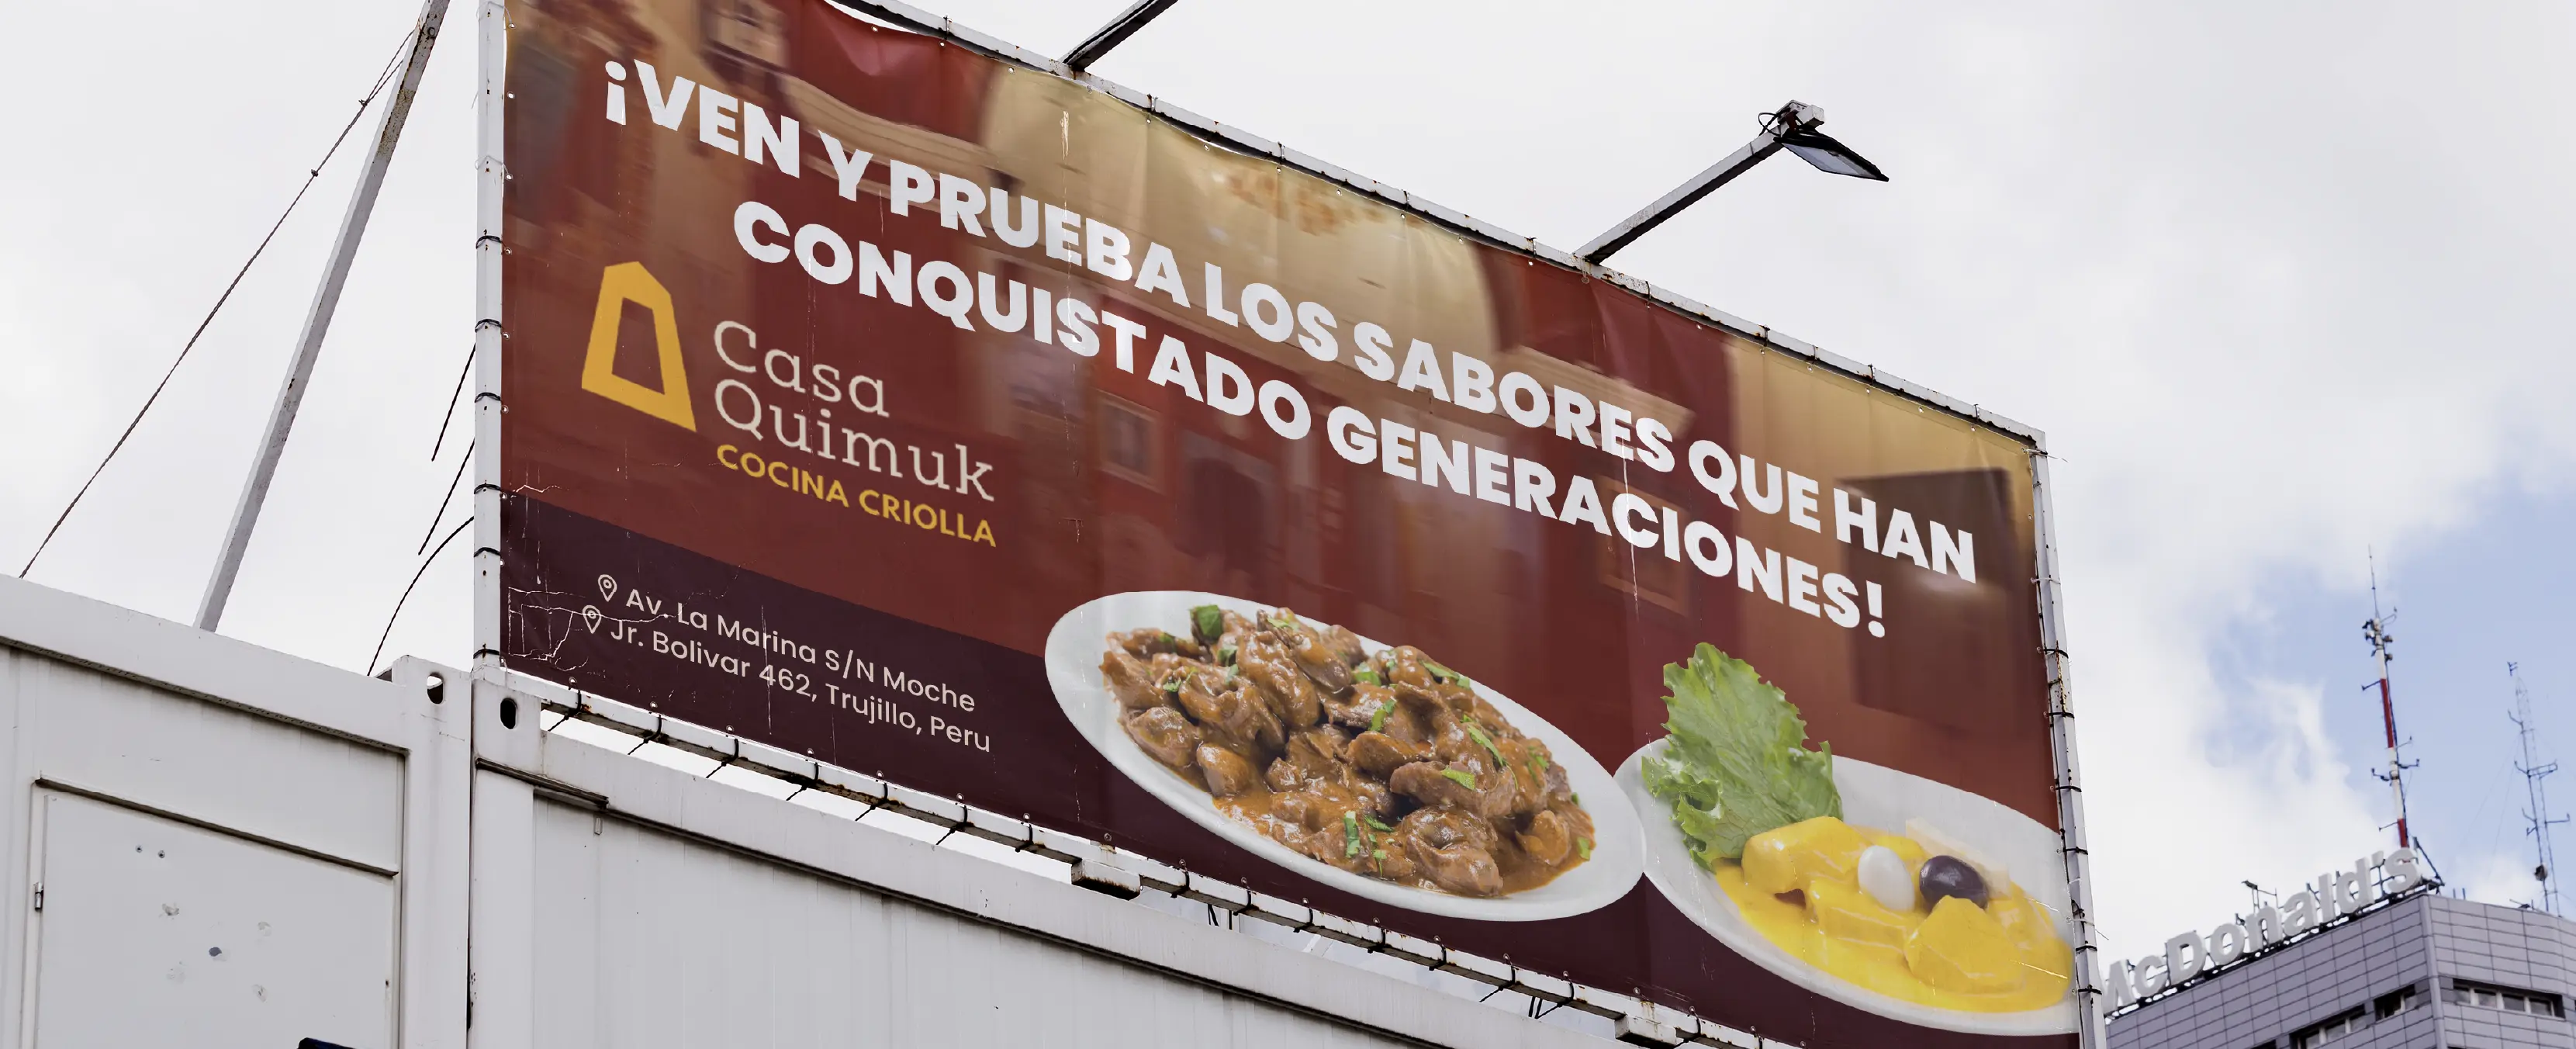 ¡VEN Y PRUEBA LOS SABORES QUE HAN
CONQUISTADO GENERACIONES!
Casa
Quimuk
COCINA CRIOLLA
Av. La Marina S/N Moche
Jr. Bolivar 462, Trujillo, Peru
McDonald's